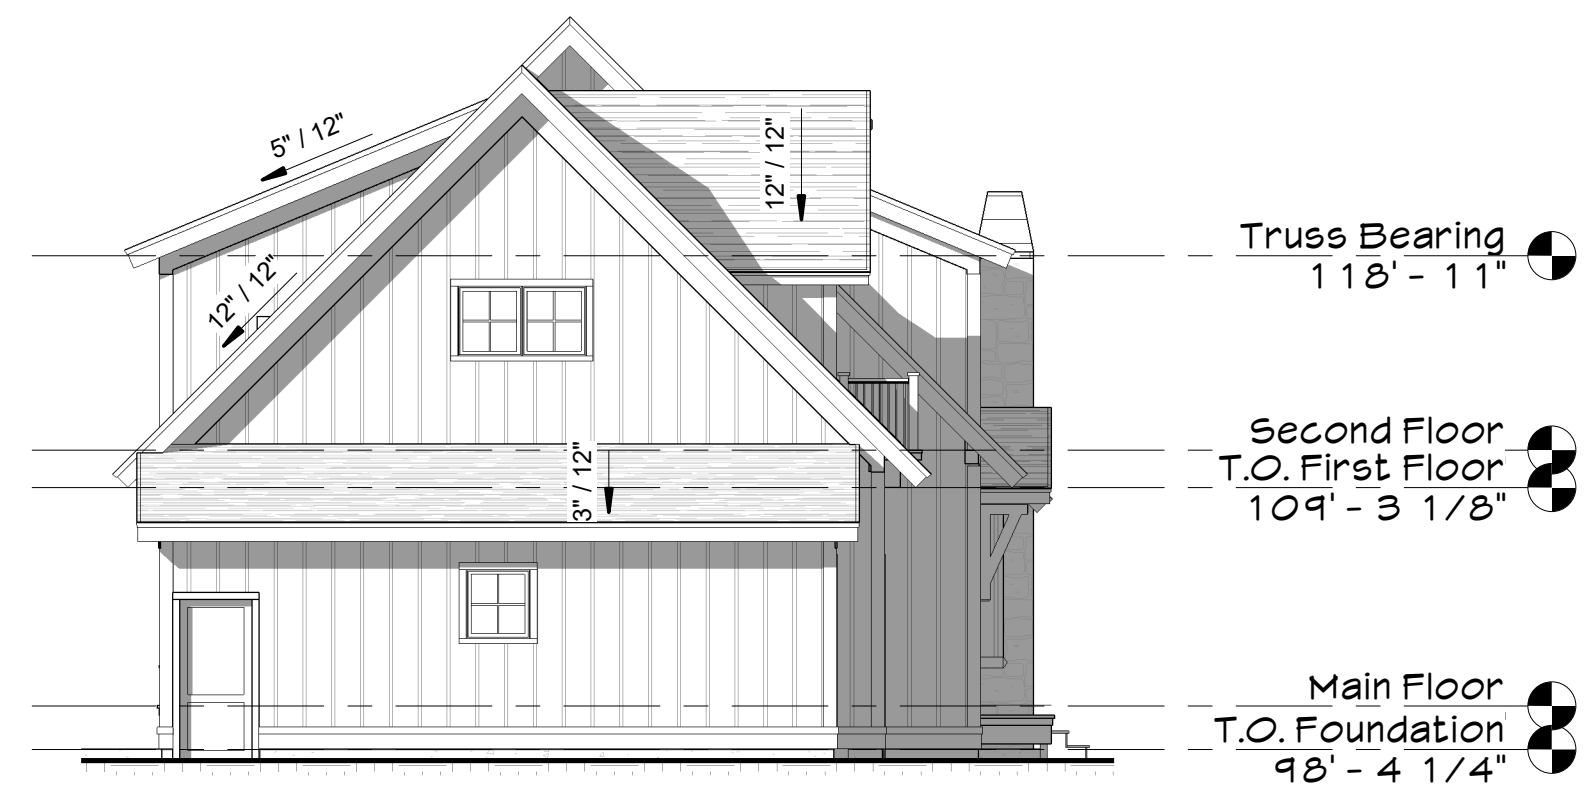 5" / 12"
12" / 12"
12" / 12"
3" / 12"
Truss Bearing
118' - 11"
Second Floor
T.O. First Floor
109' - 3 1/8"
Main Floor
T.O. Foundation
98' - 4 1/4"